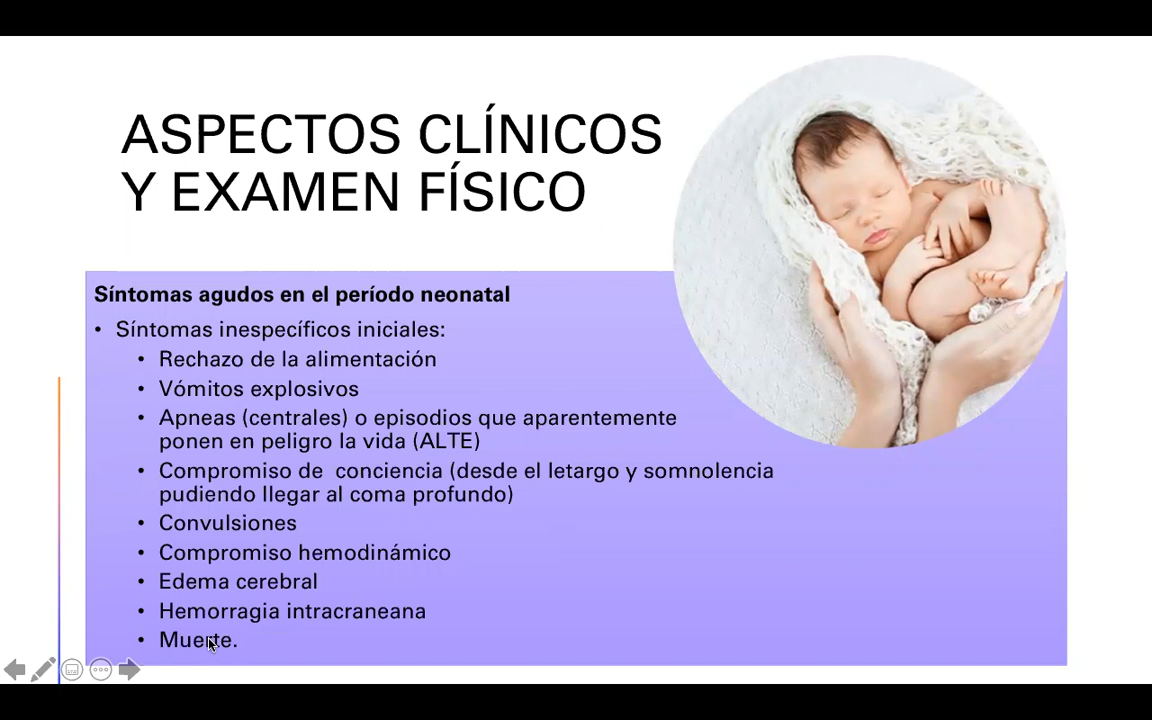 ASPECTOS CLÍNICOS
Y EXAMEN FÍSICO
Síntomas agudos en el período neonatal
• Síntomas inespecíficos iniciales:
• Rechazo de la alimentación
• Vómitos explosivos
• Apneas (centrales) o episodios que aparentemente
ponen en peligro la vida (ALTE)
• Compromiso de  conciencia (desde el letargo y somnolencia
pudiendo llegar al coma profundo)
• Convulsiones
• Compromiso hemodinámico
• Edema cerebral
• Hemorragia intracraneana
• Muerte.